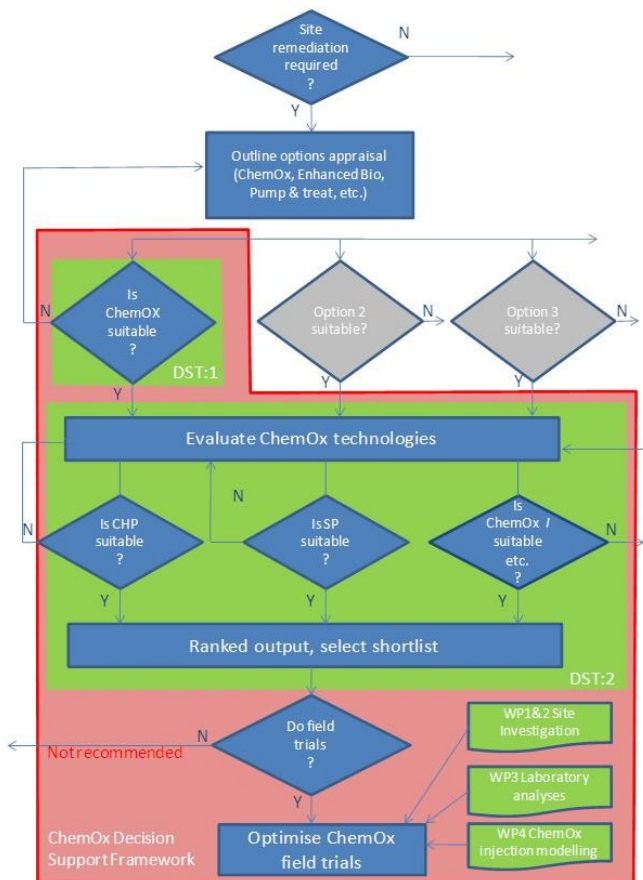 Site
remediation
required
?
N
Y
Outline options appraisal
(ChemOx, Enhanced Bio,
Pump & treat, etc.)
N
Is
ChemOX
suitable
?
Option 2
suitable?
N
Option 3
suitable?
N
Y
DST:1
Y
Y
Evaluate ChemOx technologies
N
N
Is CHP
suitable
?
Is SP
suitable
?
Is
ChemOx i
suitable
etc.
?
N
Y
Y
Y
Ranked output, select shortlist
DST:2
N
Do field
trials
?
Not recommended
Y
WP1&2 Site
Investigation
WP3 Laboratory
analyses
WP4 ChemOx
injection modelling
ChemOx Decision
Support Framework
Optimise ChemOx
field trials